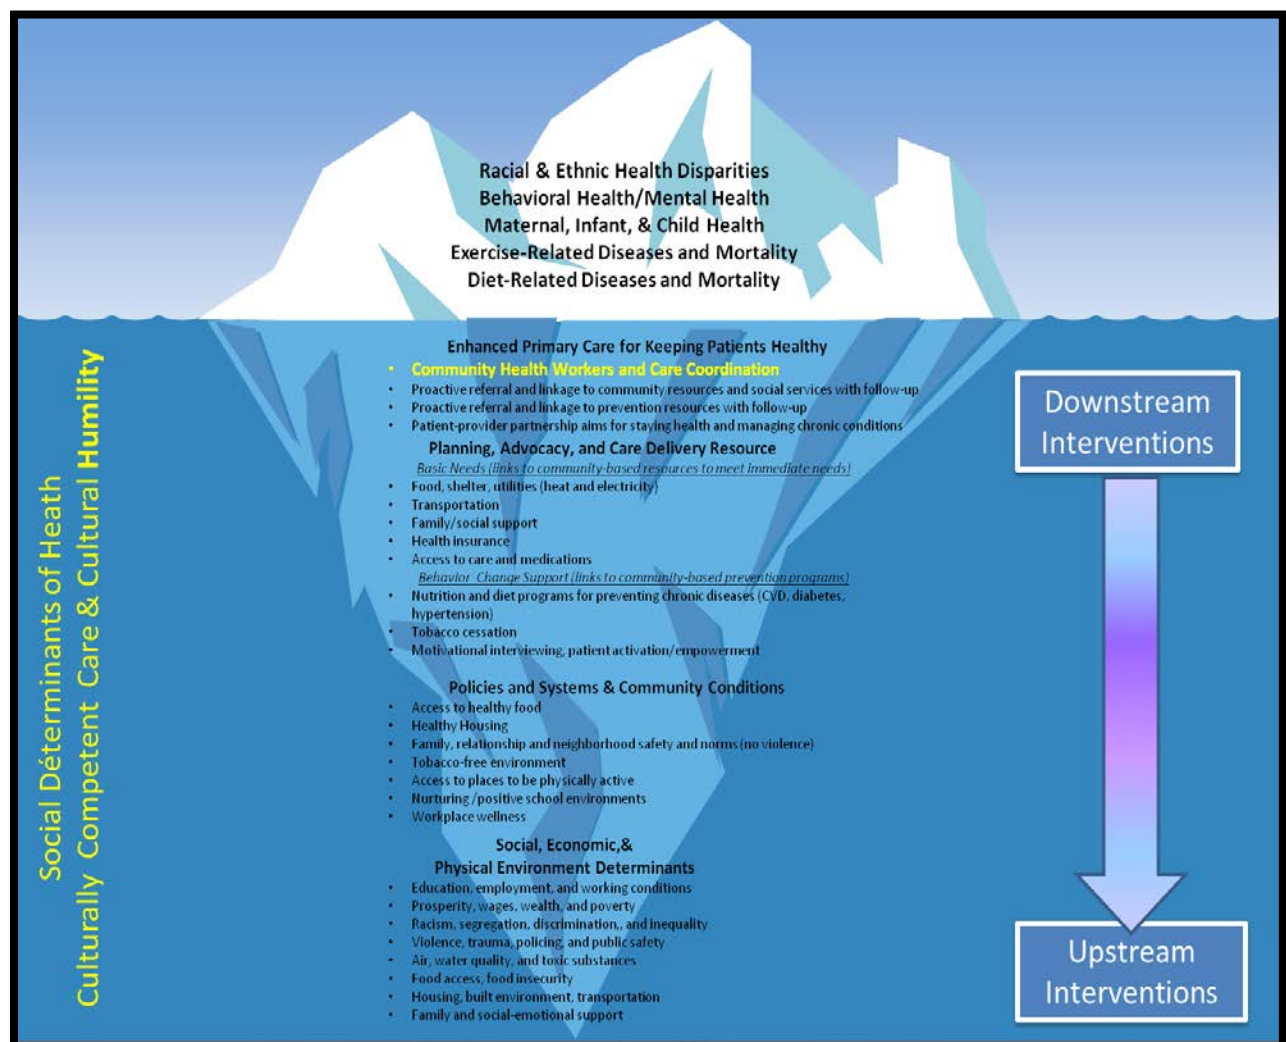 Racial & Ethnic Health Disparities
Behavioral Health/Mental Health
Maternal, Infant, & Child Health
Exercise-Related Diseases and Mortality
Diet-Related Diseases and Mortality
Enhanced Primary Care for Keeping Patients Healthy
• Community Health Workers and Care Coordination
• Proactive referral and linkage to community resources and social services with follow-up
• Proactive referral and linkage to prevention resources with follow-up
• Patient-provider partnership aims for staying health and managing chronic conditions
Planning, Advocacy, and Care Delivery Resource
Basic Needs (links to community-based resources to meet immediate needs)
• Food, shelter, utilities (heat and electricity)
• Transportation
• Family/social support
• Health insurance
• Access to care and medications
Behavior Change Support (links to community-based prevention programs)
• Nutrition and diet programs for preventing chronic diseases (CVD, diabetes,
hypertension)
• Tobacco cessation
• Motivational interviewing, patient activation/empowerment
Policies and Systems & Community Conditions
• Access to healthy food
• Healthy Housing
• Family, relationship and neighborhood safety and norms (no violence)
• Tobacco-free environment
• Access to places to be physically active
• Nurturing/positive school environments
• Workplace wellness
Social, Economic,&
Physical Environment Determinants
• Education, employment, and working conditions
• Prosperity, wages, wealth, and poverty
• Racism, segregation, discrimination,, and inequality
• Violence, trauma, policing, and public safety
• Air, water quality, and toxic substances
• Food access, food insecurity
• Housing, built environment, transportation
• Family and social-emotional support
Social Déterminants of Heath
Culturally Competent Care & Cultural Humility
Downstream
Interventions
Upstream
Interventions